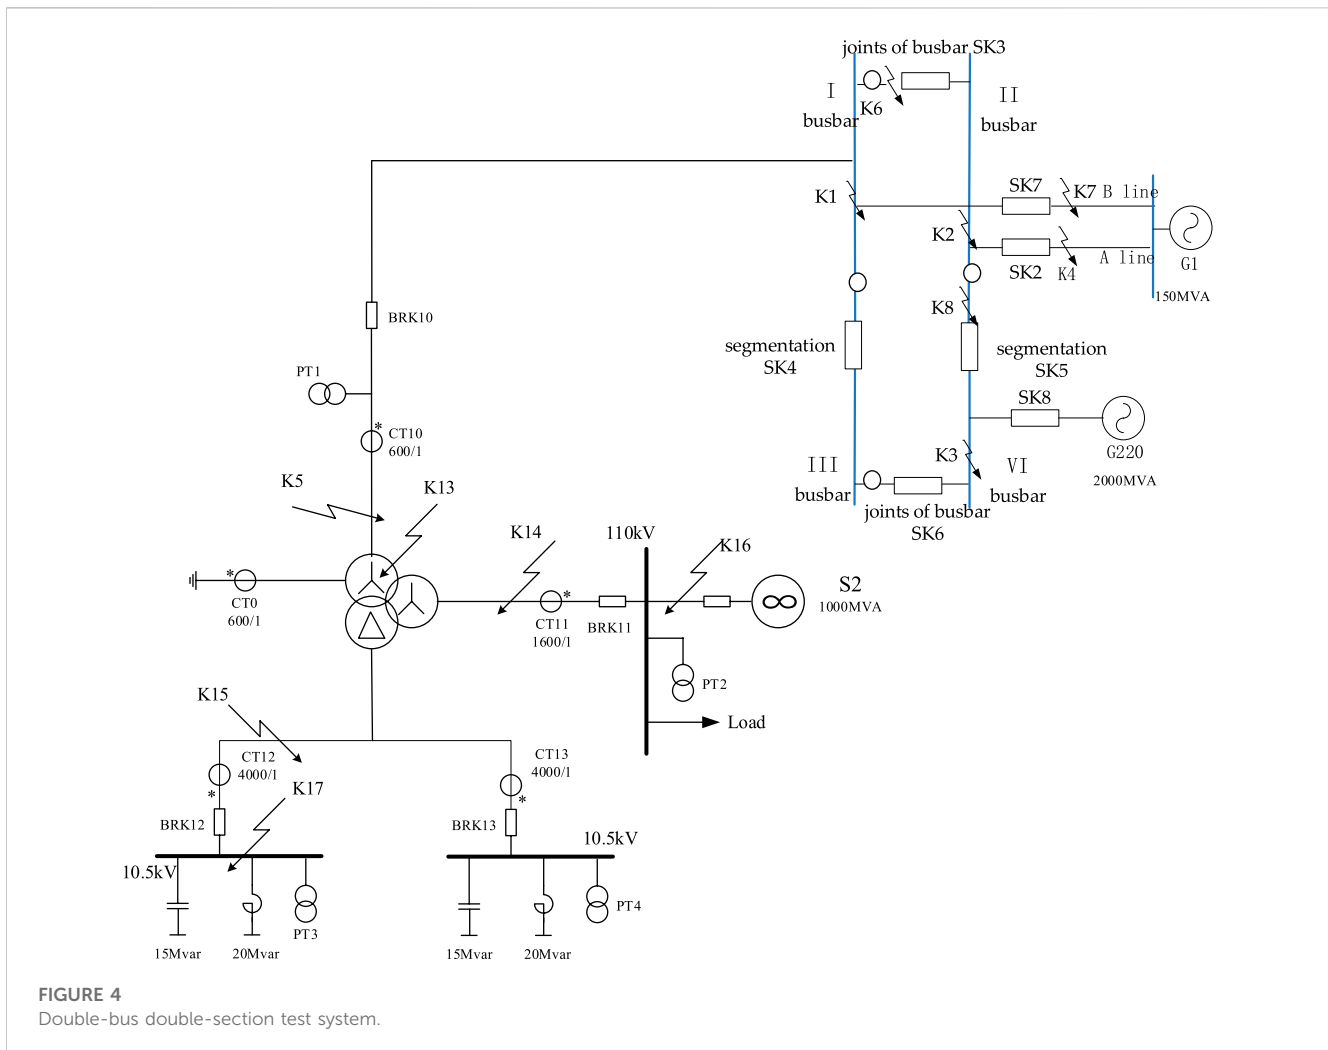 joints of busbar SK3
I
busbar
K6
II
busbar
K1
SK7
K7
B line
K2
SK2
K4
A line
G1
150MVA
K8
segmentation
SK4
segmentation
SK5
SK8
G220
2000MVA
K3
III
busbar
VI
busbar
joints of busbar
SK6
BRK10
PT1
*
CT10
600/1
K5
K13
K14
110kV
K16
*
CT0
600/1
*
CT11
1600/1
BRK11
S2
1000MVA
PT2
Load
K15
CT12
4000/1
*
K17
CT13
4000/1
*
BRK12
BRK13
10.5kV
10.5kV
PT3
PT4
15Mvar
20Mvar
15Mvar
20Mvar
FIGURE 4
Double-bus double-section test system.